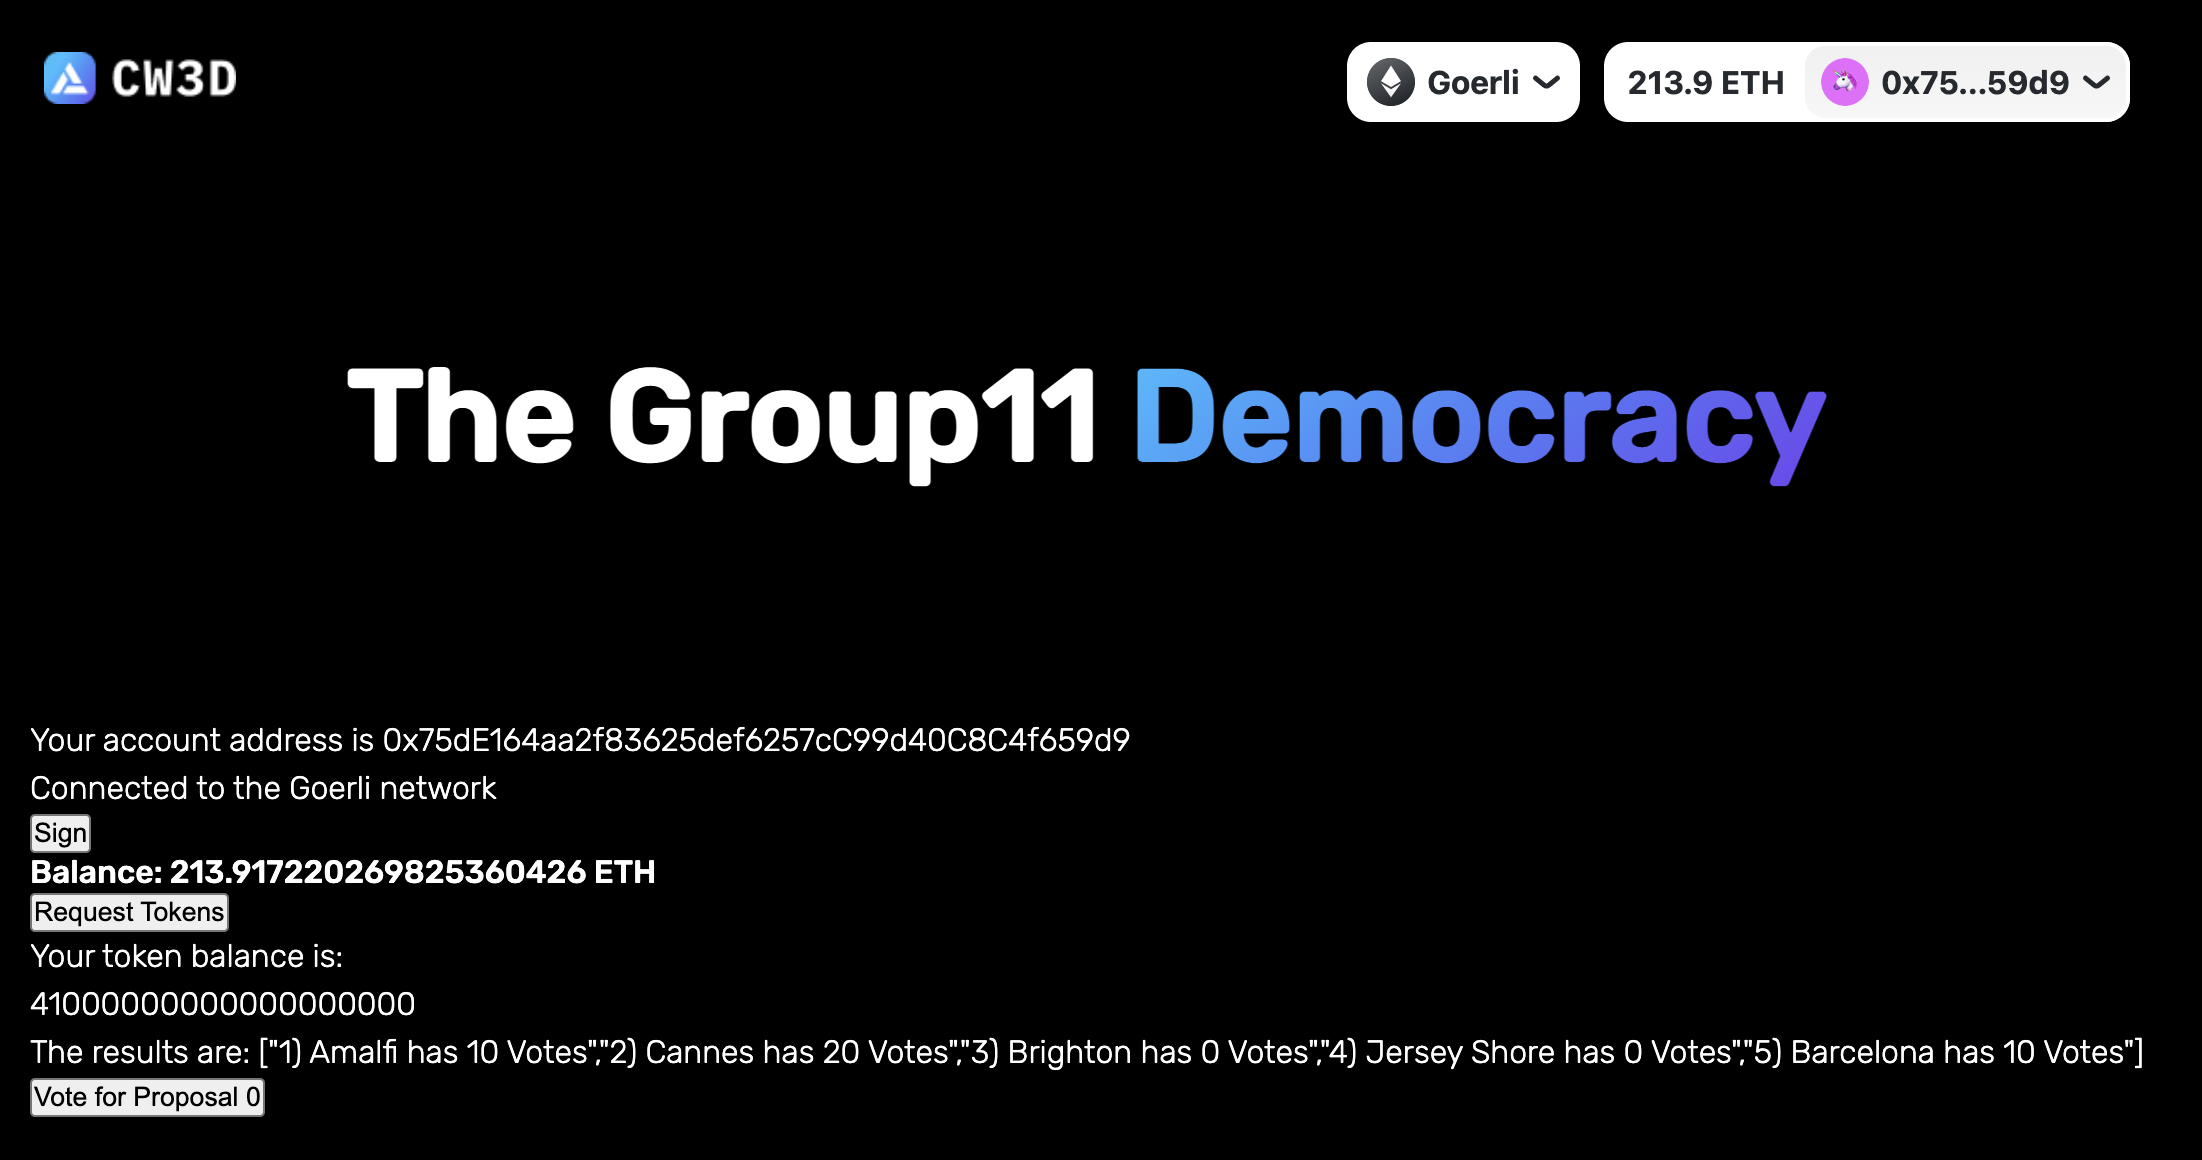 CW3D
Goerli
213.9 ETH
0x75...59d9
The Group11 Democracy
Your account address is 0x75dE164aa2f83625def6257cC99d40C8C4f659d9
Connected to the Goerli network
Sign
Balance: 213.917220269825360426 ETH
Request Tokens
Your token balance is:
41000000000000000000
The results are: ["1) Amalfi has 10 Votes","2) Cannes has 20 Votes","3) Brighton has 0 Votes","4) Jersey Shore has 0 Votes","5) Barcelona has 10 Votes"]
Vote for Proposal 0